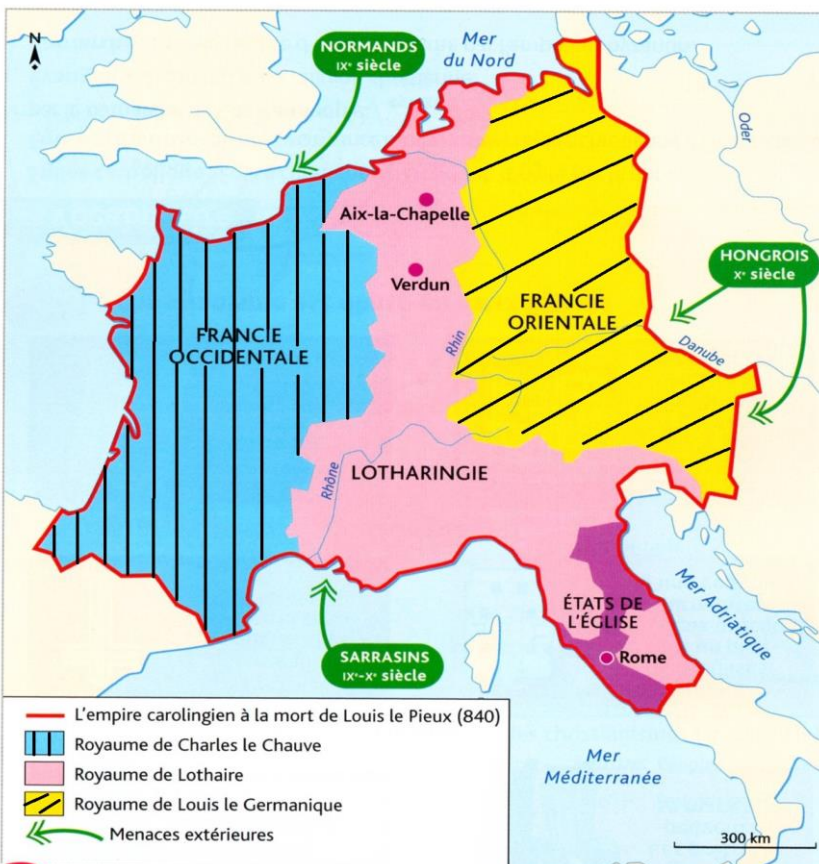 N
NORMANDS
IXᵉ siècle
Mer
du Nord
Oder
Aix-la-Chapelle
Verdun
HONGROIS
Xᵉ siècle
FRANCIE
OCCIDENTALE
FRANCIE
ORIENTALE
Rhin
Danube
Rhône
LOTHARINGIE
ÉTATS DE
L'ÉGLISE
Mer Adriatique
Rome
SARRASINS
IXᵉ-Xᵉ siècle
Mer
Méditerranée
L'empire carolingien à la mort de Louis le Pieux (840)
Royaume de Charles le Chauve
Royaume de Lothaire
Royaume de Louis le Germanique
Menaces extérieures
300 km